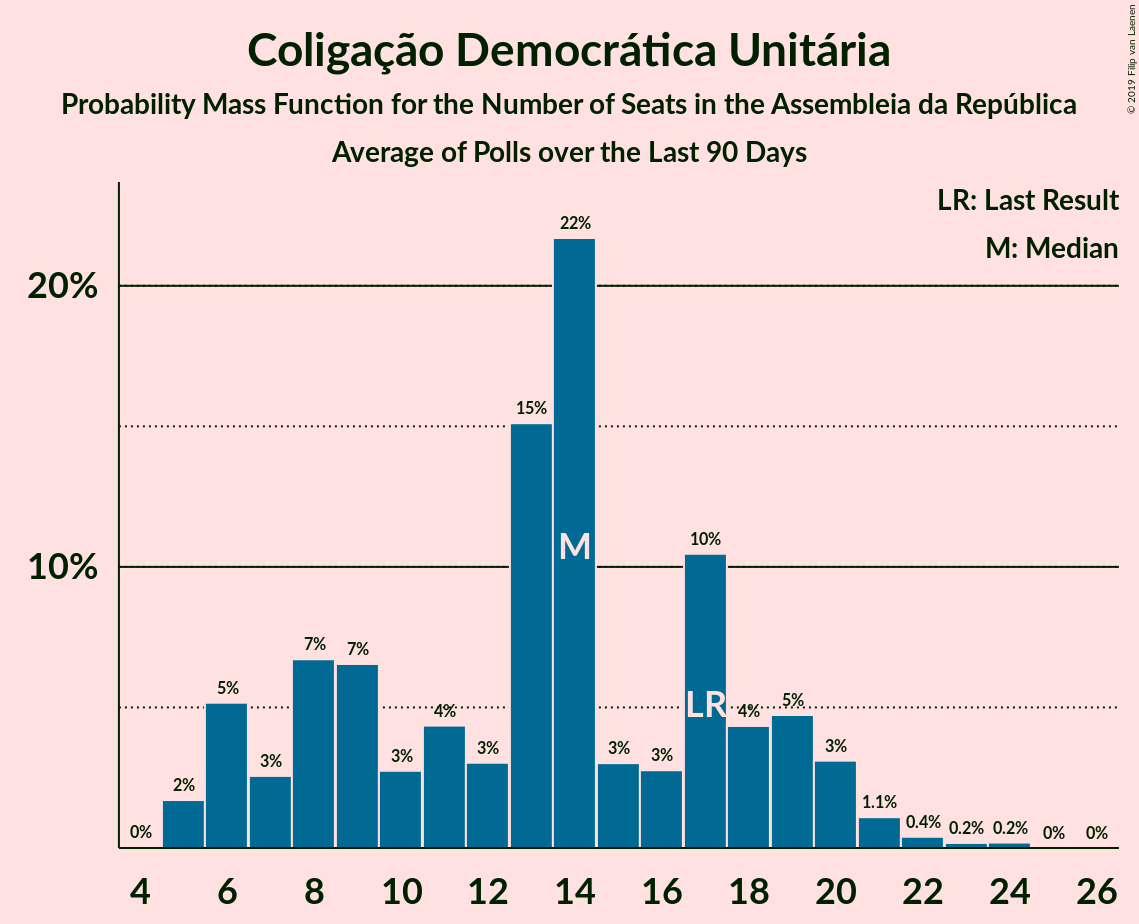 Coligação Democrática Unitária
Probability Mass Function for the Number of Seats in the Assembleia da República
Average of Polls over the Last 90 Days
© 2019 Filip van Laenen
LR: Last Result
M: Median
20%
10%
0%
2%
5%
3%
7%
7%
3%
4%
3%
15%
22%
3%
3%
10%
4%
5%
3%
1.1%
0.4%
0.2%
0.2%
0%
0%
M
LR
4 6 8 10 12 14 16 18 20 22 24 26